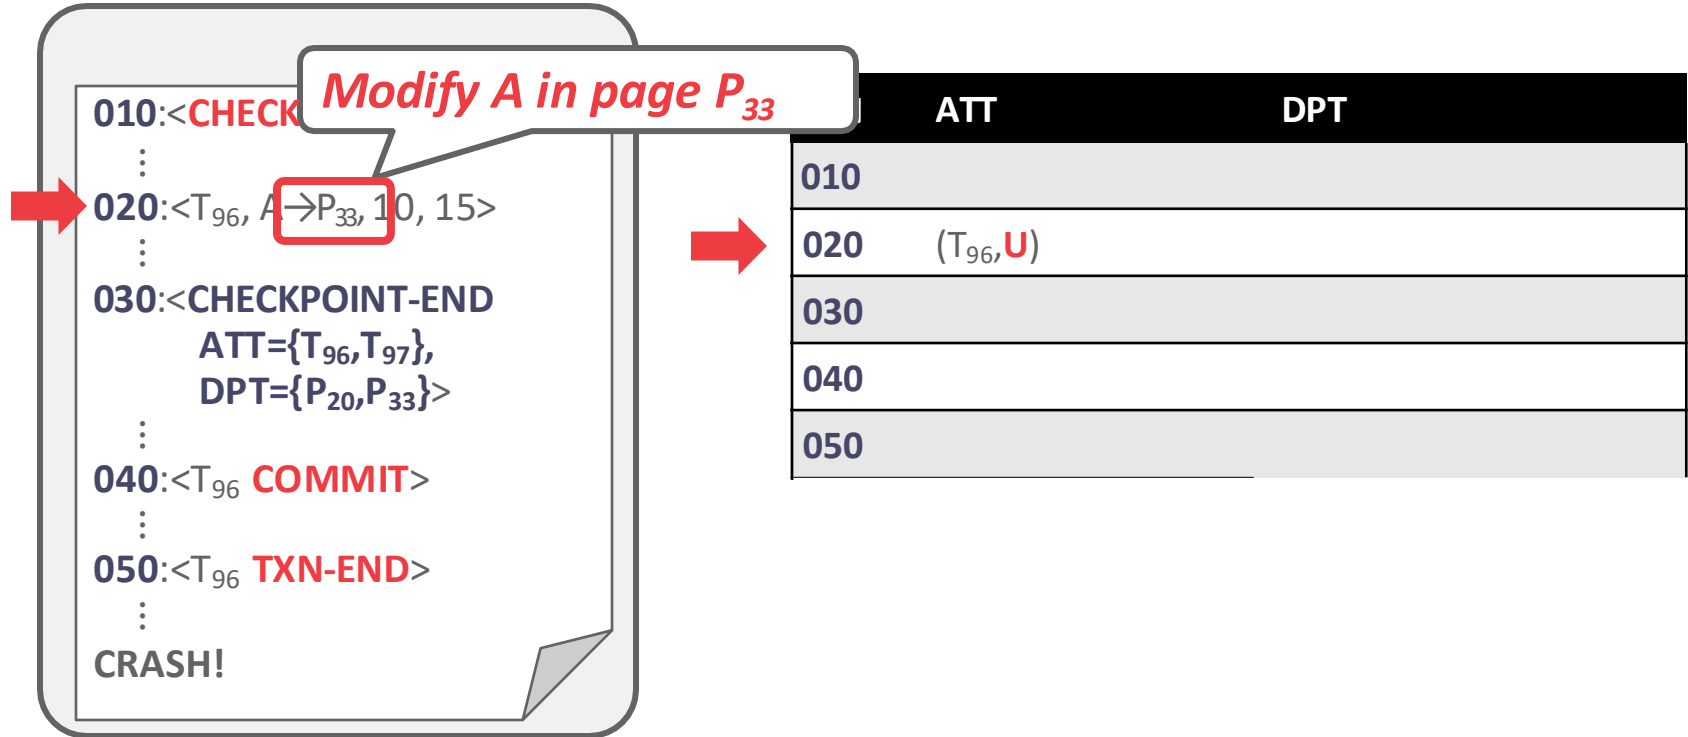 Modify A in page P33
010:<CHECK
020:<T96, A→P33, 10, 15>
030:<CHECKPOINT-END
ATT={T96,T97},
DPT={P20,P33}>
040:<T96 COMMIT>
050:<T96 TXN-END>
CRASH!
ATT DPT
010
020 (T96,U)
030
040
050